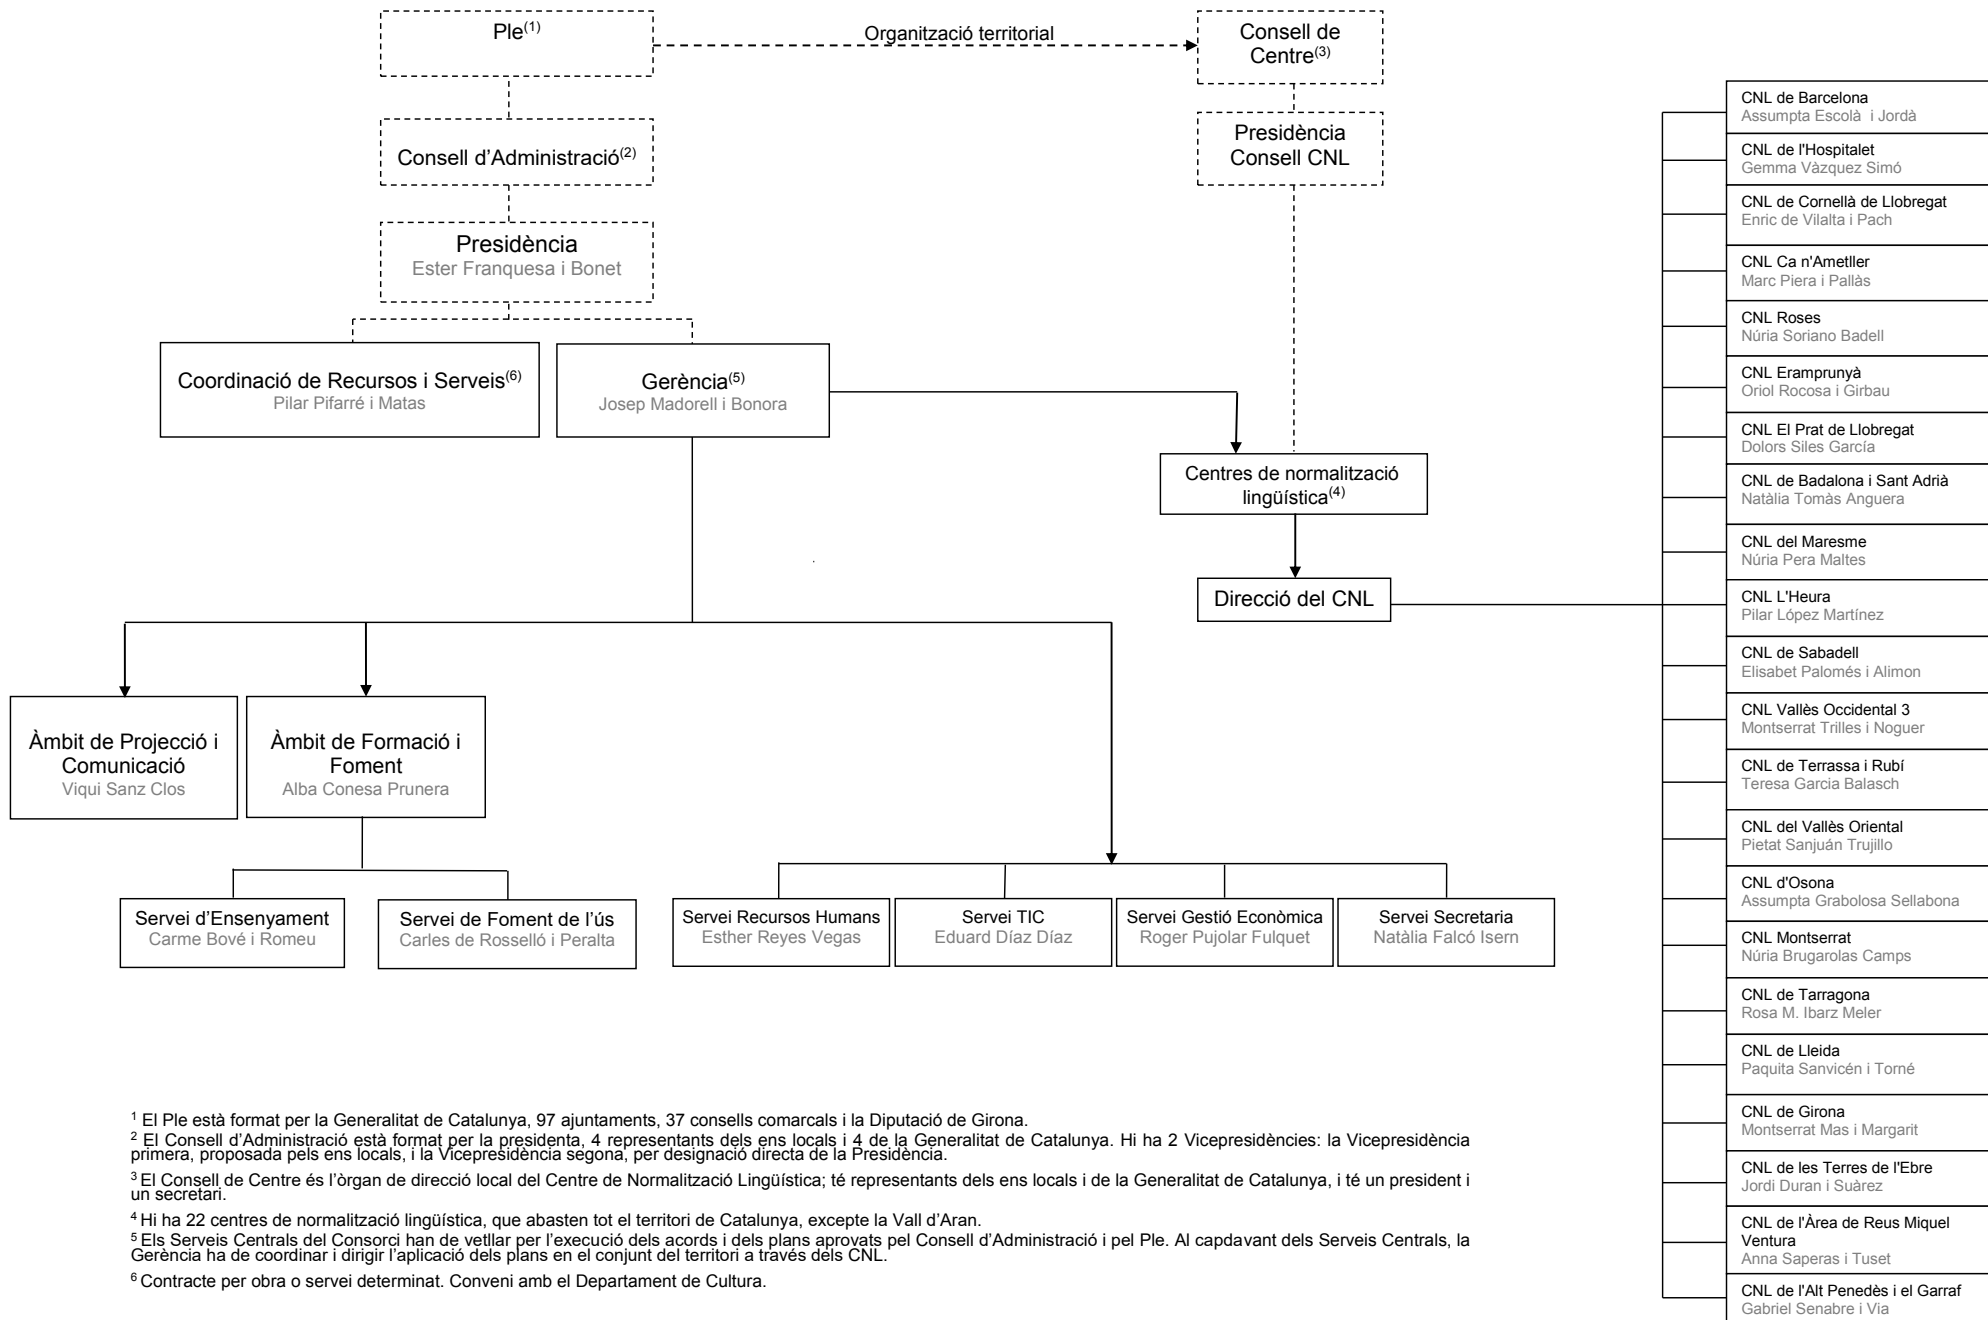 Ple(1)
Organització territorial
Consell de
Centre(3)
Consell d'Administració(2)
Presidència
Consell CNL
Presidència
Ester Franquesa i Bonet
Coordinació de Recursos i Serveis(6)
Pilar Pifarré i Matas
Gerència(5)
Josep Madorell i Bonora
Centres de normalització
lingüística(4)
Direcció del CNL
Àmbit de Projecció i
Comunicació
Viqui Sanz Clos
Àmbit de Formació i
Foment
Alba Conesa Prunera
Servei d'Ensenyament
Carme Bové i Romeu
Servei de Foment de l'ús
Carles de Rosselló i Peralta
Servei Recursos Humans
Esther Reyes Vegas
Servei TIC
Eduard Díaz Díaz
Servei Gestió Econòmica
Roger Pujolar Fulquet
Servei Secretaria
Natàlia Falcó Isern
CNL de Barcelona
Assumpta Escolà i Jordà
CNL de l'Hospitalet
Gemma Vàzquez Simó
CNL de Cornellà de Llobregat
Enric de Vilalta i Pach
CNL Ca n'Ametller
Marc Piera i Pallàs
CNL Roses
Núria Soriano Badell
CNL Eramprunyà
Oriol Rocosa i Girbau
CNL El Prat de Llobregat
Dolors Siles García
CNL de Badalona i Sant Adrià
Natàlia Tomàs Anguera
CNL del Maresme
Núria Pera Maltes
CNL L'Heura
Pilar López Martínez
CNL de Sabadell
Elisabet Palomés i Alimon
CNL Vallès Occidental 3
Montserrat Trilles i Noguer
CNL de Terrassa i Rubí
Teresa Garcia Balasch
CNL del Vallès Oriental
Pietat Sanjuán Trujillo
CNL d'Osona
Assumpta Grabolosa Sellabona
CNL Montserrat
Núria Brugarolas Camps
CNL de Tarragona
Rosa M. Ibarz Meler
CNL de Lleida
Paquita Sanvicén i Torné
CNL de Girona
Montserrat Mas i Margarit
CNL de les Terres de l'Ebre
Jordi Duran i Suàrez
CNL de l'Àrea de Reus Miquel
Ventura
Anna Saperas i Tuset
CNL de l'Alt Penedès i el Garraf
Gabriel Senabre i Via
1 El Ple està format per la Generalitat de Catalunya, 97 ajuntaments, 37 consells comarcals i la Diputació de Girona.
2 El Consell d'Administració està format per la presidenta, 4 representants dels ens locals i 4 de la Generalitat de Catalunya. Hi ha 2 Vicepresidències: la Vicepresidència
primera, proposada pels ens locals, i la Vicepresidència segona, per designació directa de la Presidència.
3 El Consell de Centre és l'òrgan de direcció local del Centre de Normalització Lingüística; té representants dels ens locals i de la Generalitat de Catalunya, i té un president i
un secretari.
4 Hi ha 22 centres de normalització lingüística, que abasten tot el territori de Catalunya, excepte la Vall d'Aran.
5 Els Serveis Centrals del Consorci han de vetllar per l'execució dels acords i dels plans aprovats pel Consell d'Administració i pel Ple. Al capdavant dels Serveis Centrals, la
Gerència ha de coordinar i dirigir l'aplicació dels plans en el conjunt del territori a través dels CNL.
6 Contracte per obra o servei determinat. Conveni amb el Departament de Cultura.